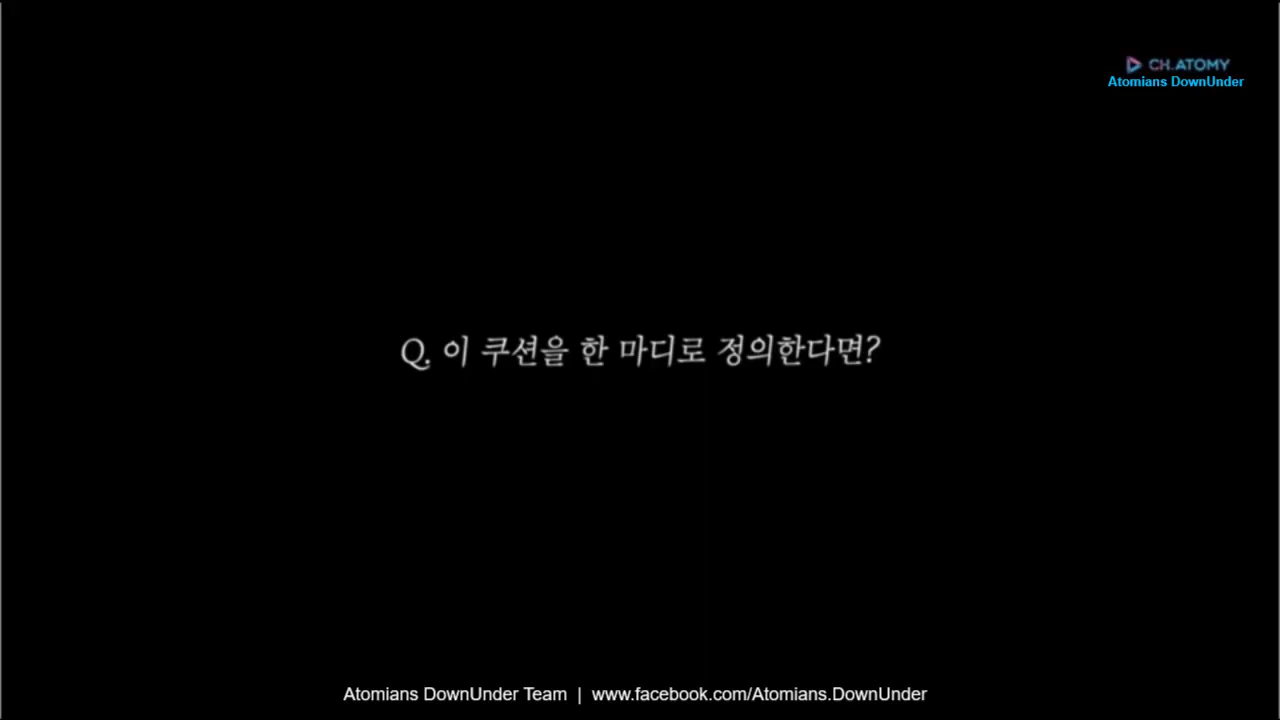 CH.ATOMY
Atomians DownUnder
Q. 이 쿠션을 한 마디로 정의한다면?
Atomians DownUnder Team | www.facebook.com/Atomians.DownUnder